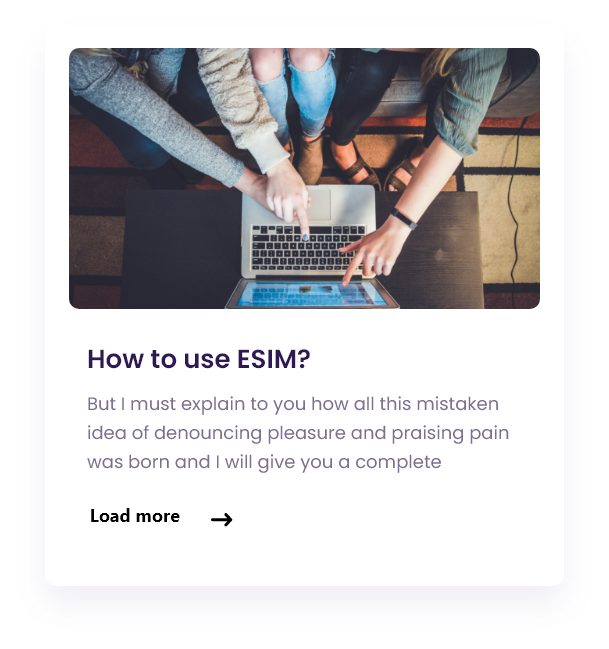 How to use ESIM?
But I must explain to you how all this mistaken
idea of denouncing pleasure and praising pain
was born and I will give you a complete
Load more